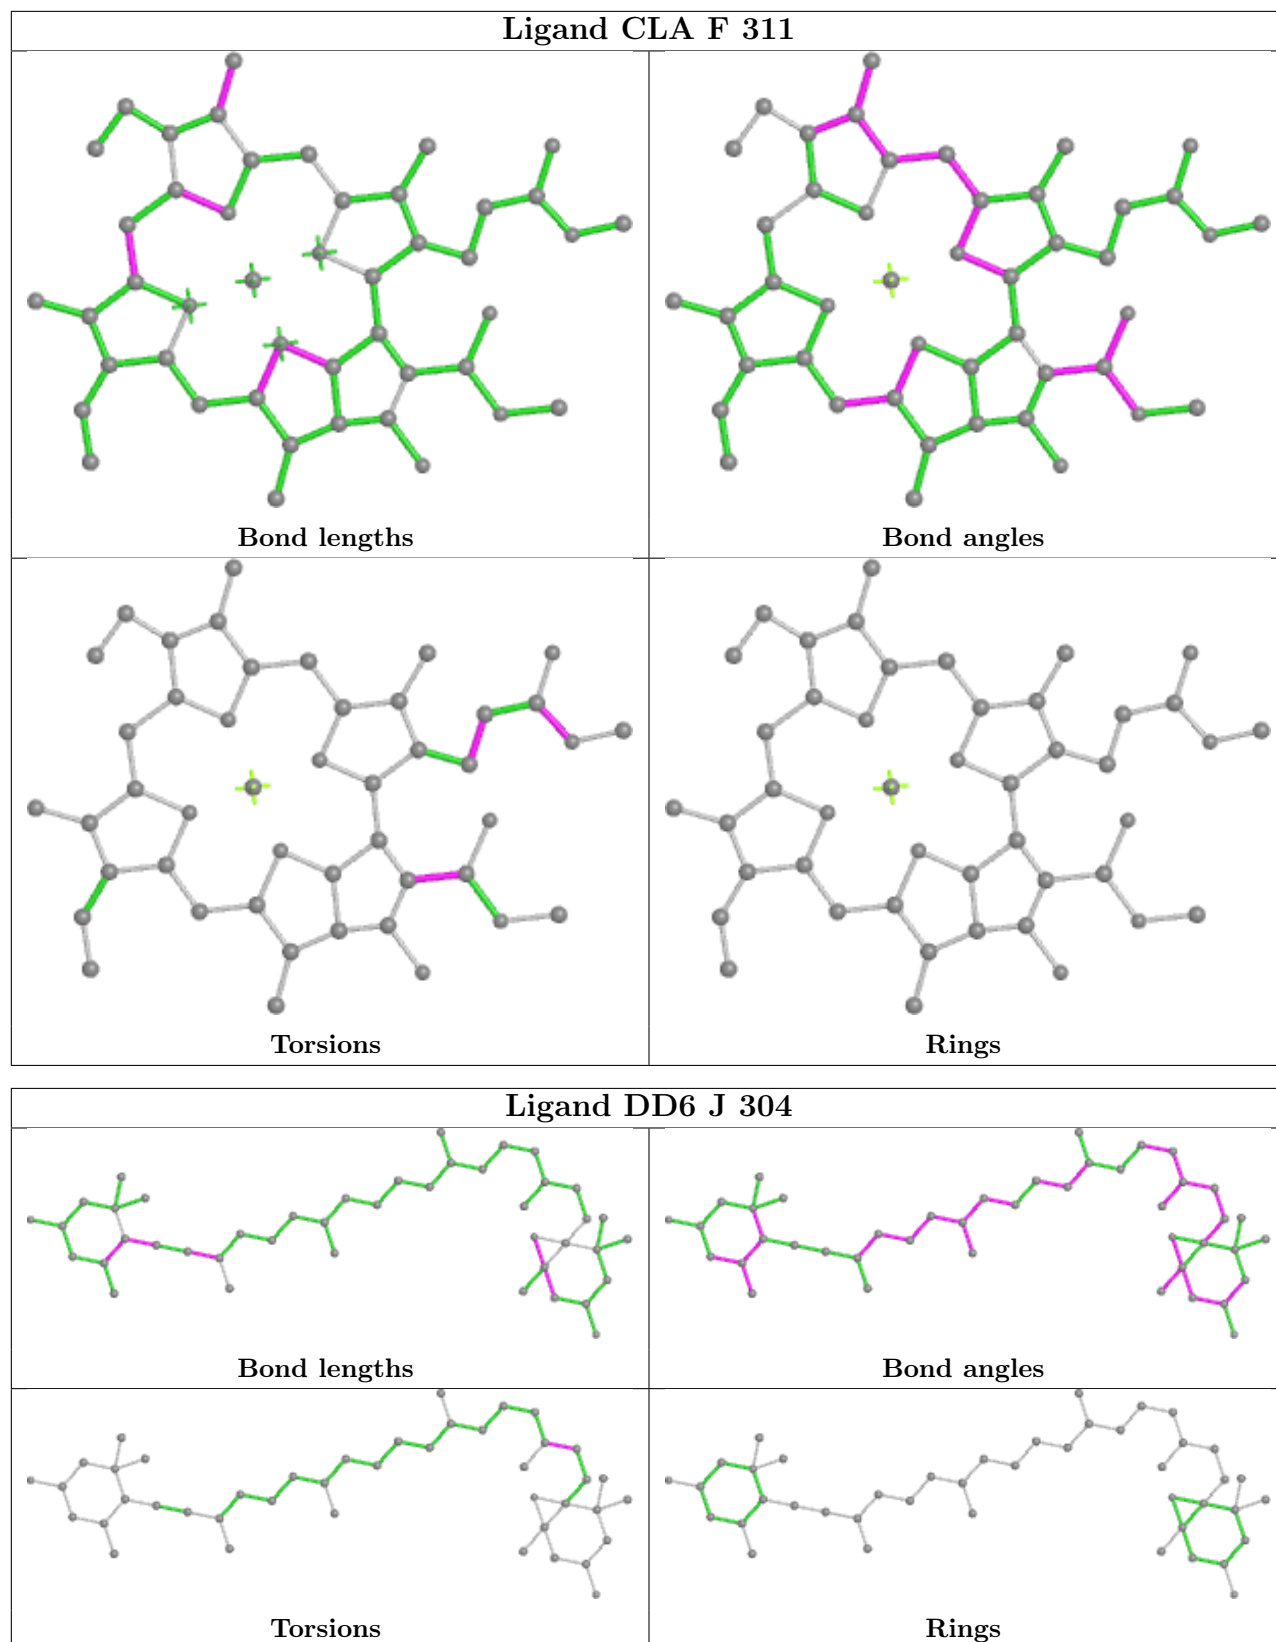 Ligand CLA F 311
Bond lengths
Bond angles
Torsions
Rings
Ligand DD6 J 304
Bond lengths
Bond angles
Torsions
Rings